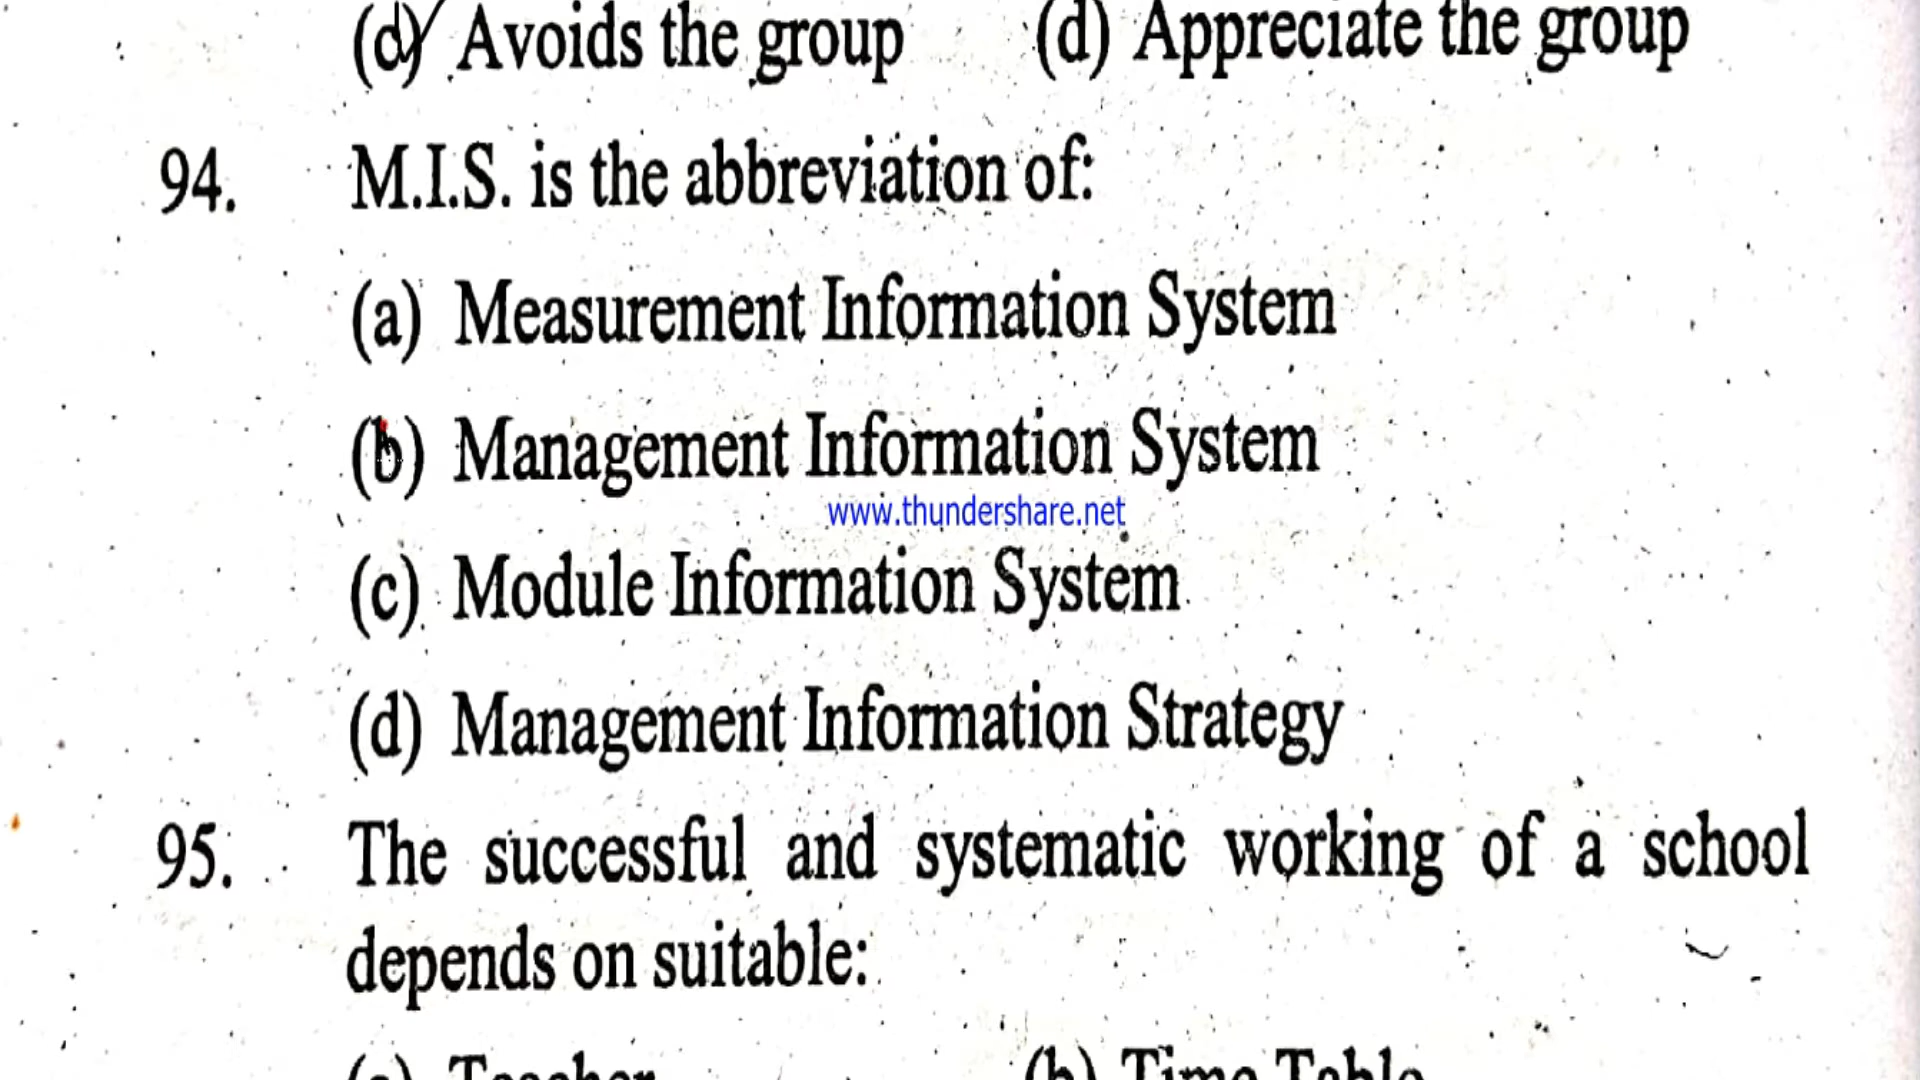 (c) Avoids the group (d) Appreciate the group
94. M.I.S. is the abbreviation of:
(a) Measurement Information System
(b) Management Information System
www.thundershare.net
(c) Module Information System
(d) Management Information Strategy
95. The successful and systematic working of a school
depends on suitable:
(a) Teacher (b) Time Table